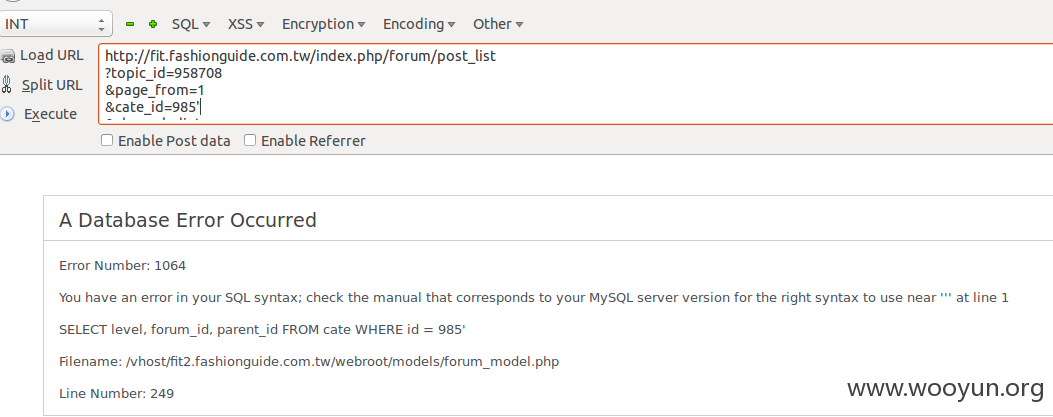 INT SQL XSS Encryption Encoding Other
Load URL
Split URL
Execute
http://fit.fashionguide.com.tw/index.php/forum/post_list
?topic_id=958708
&page_from=1
&cate_id=985'
Enable Post data Enable Referrer
A Database Error Occurred
Error Number: 1064
You have an error in your SQL syntax; check the manual that corresponds to your MySQL server version for the right syntax to use near ''' at line 1
SELECT level, forum_id, parent_id FROM cate WHERE id = 985'
Filename: /vhost/fit2.fashionguide.com.tw/webroot/models/forum_model.php
Line Number: 249
www.wooyun.org